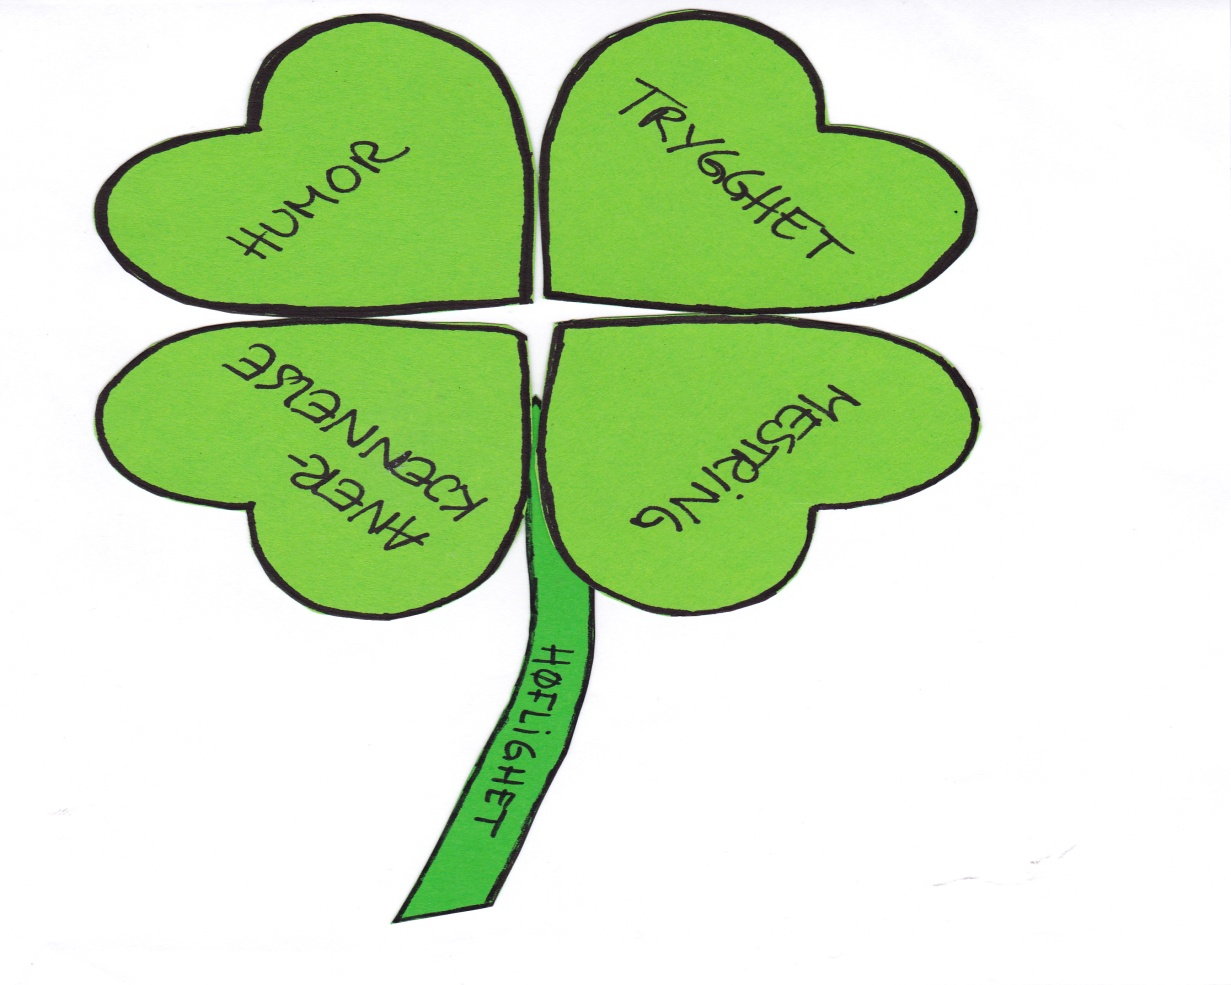 HUMOR
TRYGGHET
MESTRiNG
ANER-
KJENNELSE
HØFLiGHET